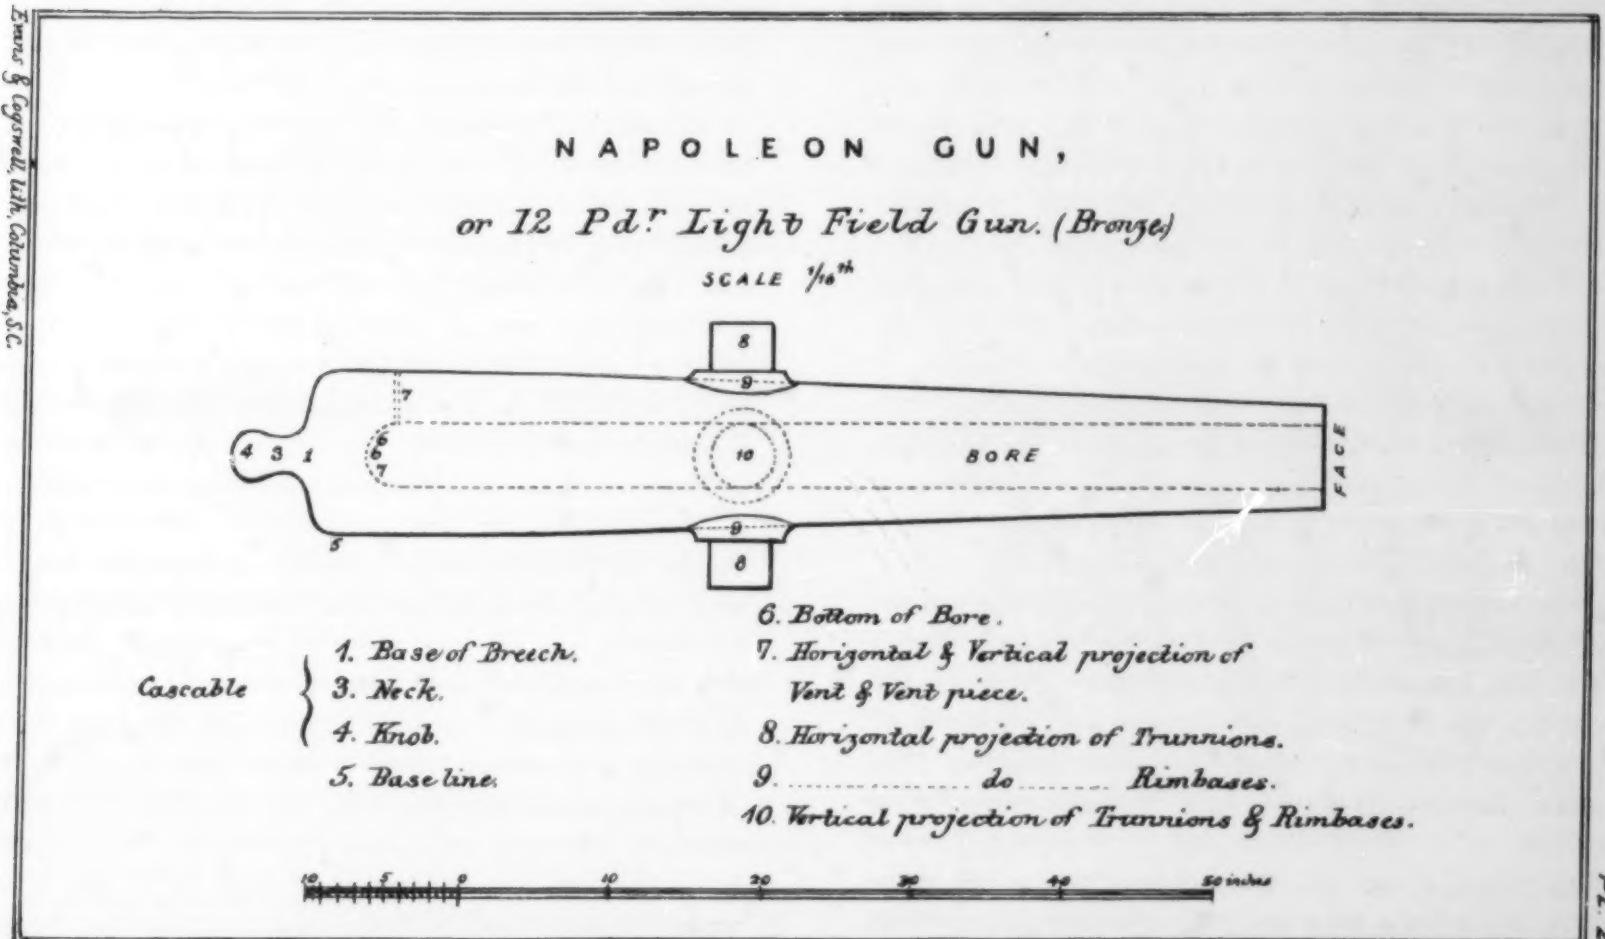 Evans & Cogswell, lith, Columbia, S.C.
NAPOLEON GUN,
or 12 Pdr. Light Field Gun. (Bronze)
SCALE 1/16th
8
9
7
4 3 1
6
6
7
10
BORE
FACE
9
8
5
Cascable
1. Base of Breech.
3. Neck.
4. Knob.
5. Base line.
6. Bottom of Bore.
7. Horizontal & Vertical projection of
Vent & Vent piece.
8. Horizontal projection of Trunnions.
9. ............... do ........ Rimbases.
10. Vertical projection of Trunnions & Rimbases.
10 5 0 10 20 30 40 50 inches